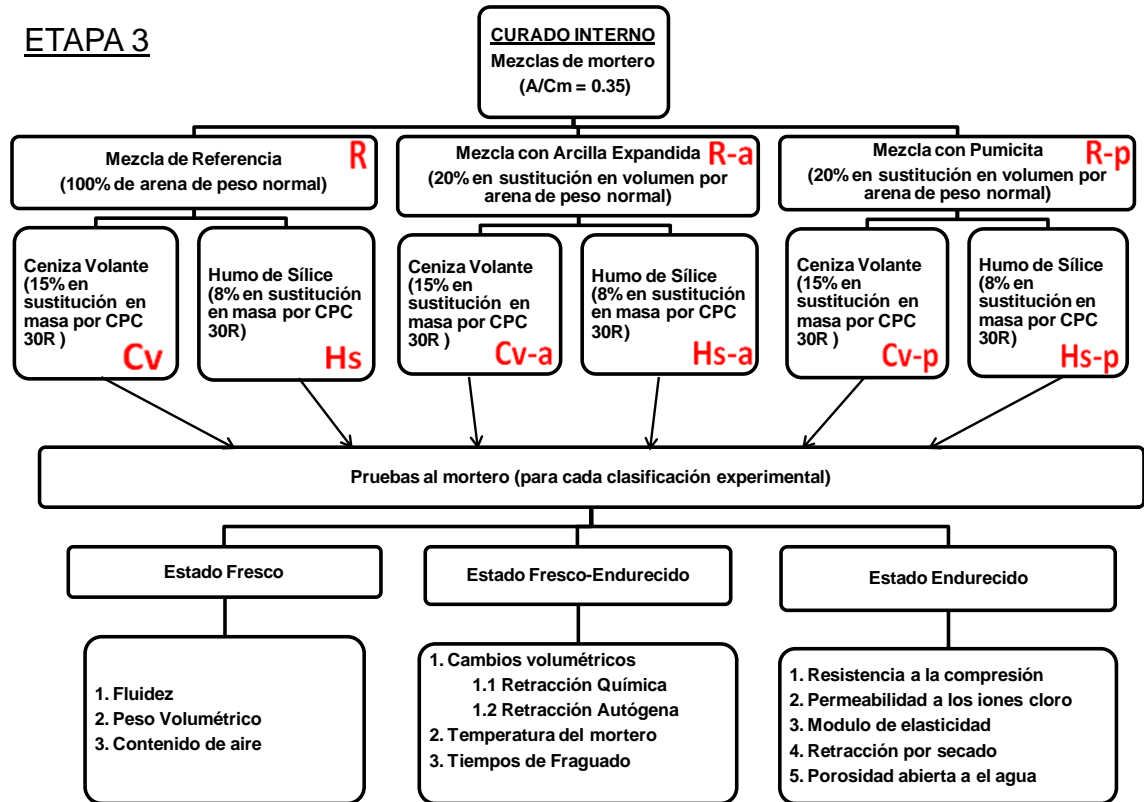 ETAPA 3
CURADO INTERNO
Mezclas de mortero
(A/Cm = 0.35)
Mezcla de Referencia
(100% de arena de peso normal)
R
Mezcla con Arcilla Expandida
(20% en sustitución en volumen por
arena de peso normal)
R-a
Mezcla con Pumicita
(20% en sustitución en volumen por
arena de peso normal)
R-p
Ceniza Volante
(15% en
sustitución en
masa por CPC
30R )
Cv
Humo de Sílice
(8% en sustitución
en masa por CPC
30R)
Hs
Ceniza Volante
(15% en
sustitución en
masa por CPC
30R )
Cv-a
Humo de Sílice
(8% en sustitución
en masa por CPC
30R)
Hs-a
Ceniza Volante
(15% en
sustitución en
masa por CPC
30R )
Cv-p
Humo de Sílice
(8% en
sustitución en
masa por CPC
30R)
Hs-p
Pruebas al mortero (para cada clasificación experimental)
Estado Fresco
Estado Fresco-Endurecido
Estado Endurecido
1. Fluidez
2. Peso Volumétrico
3. Contenido de aire
1. Cambios volumétricos
1.1 Retracción Química
1.2 Retracción Autógena
2. Temperatura del mortero
3. Tiempos de Fraguado
1. Resistencia a la compresión
2. Permeabilidad a los iones cloro
3. Modulo de elasticidad
4. Retracción por secado
5. Porosidad abierta a el agua